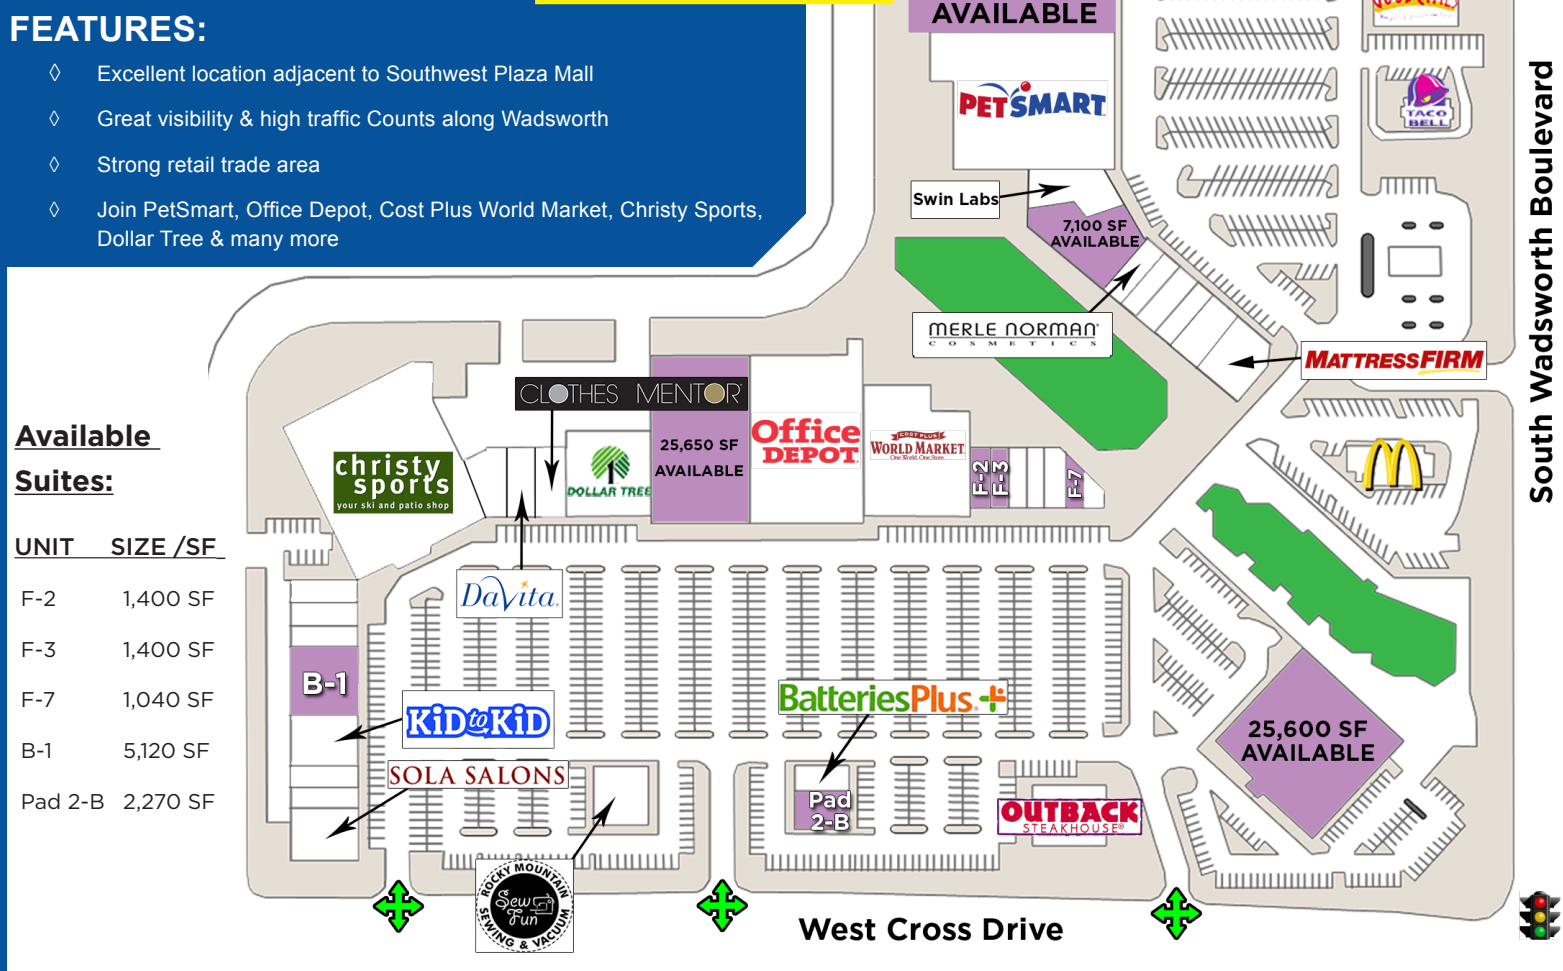 FEATURES:
◊ Excellent location adjacent to Southwest Plaza Mall
◊ Great visibility & high traffic Counts along Wadsworth
◊ Strong retail trade area
◊ Join PetSmart, Office Depot, Cost Plus World Market, Christy Sports,
Dollar Tree & many more
AVAILABLE
PETSMART
TACO
BELL
South Wadsworth Boulevard
Swin Labs
7,100 SF
AVAILABLE
MERLE NORMAN
COSMETICS
MATTRESSFIRM
CLOTHES MENTOR
christy
sports
your ski and patio shop
DOLLAR TREE
25,650 SF
AVAILABLE
Office
DEPOT.
COST PLUS
WORLD MARKET.
One World. One Store.
F-2
F-3
F-7
Available
Suites:
UNIT SIZE /SF
F-2 1,400 SF
F-3 1,400 SF
F-7 1,040 SF
B-1 5,120 SF
Pad 2-B 2,270 SF
DaVita.
B-1
KiD to KiD
SOLA SALONS
BatteriesPlus.
Pad
2-B
OUTBACK
STEAKHOUSE®
25,600 SF
AVAILABLE
ROCKY MOUNTAIN
Sew
Fun
SEWING & VACUUM
West Cross Drive